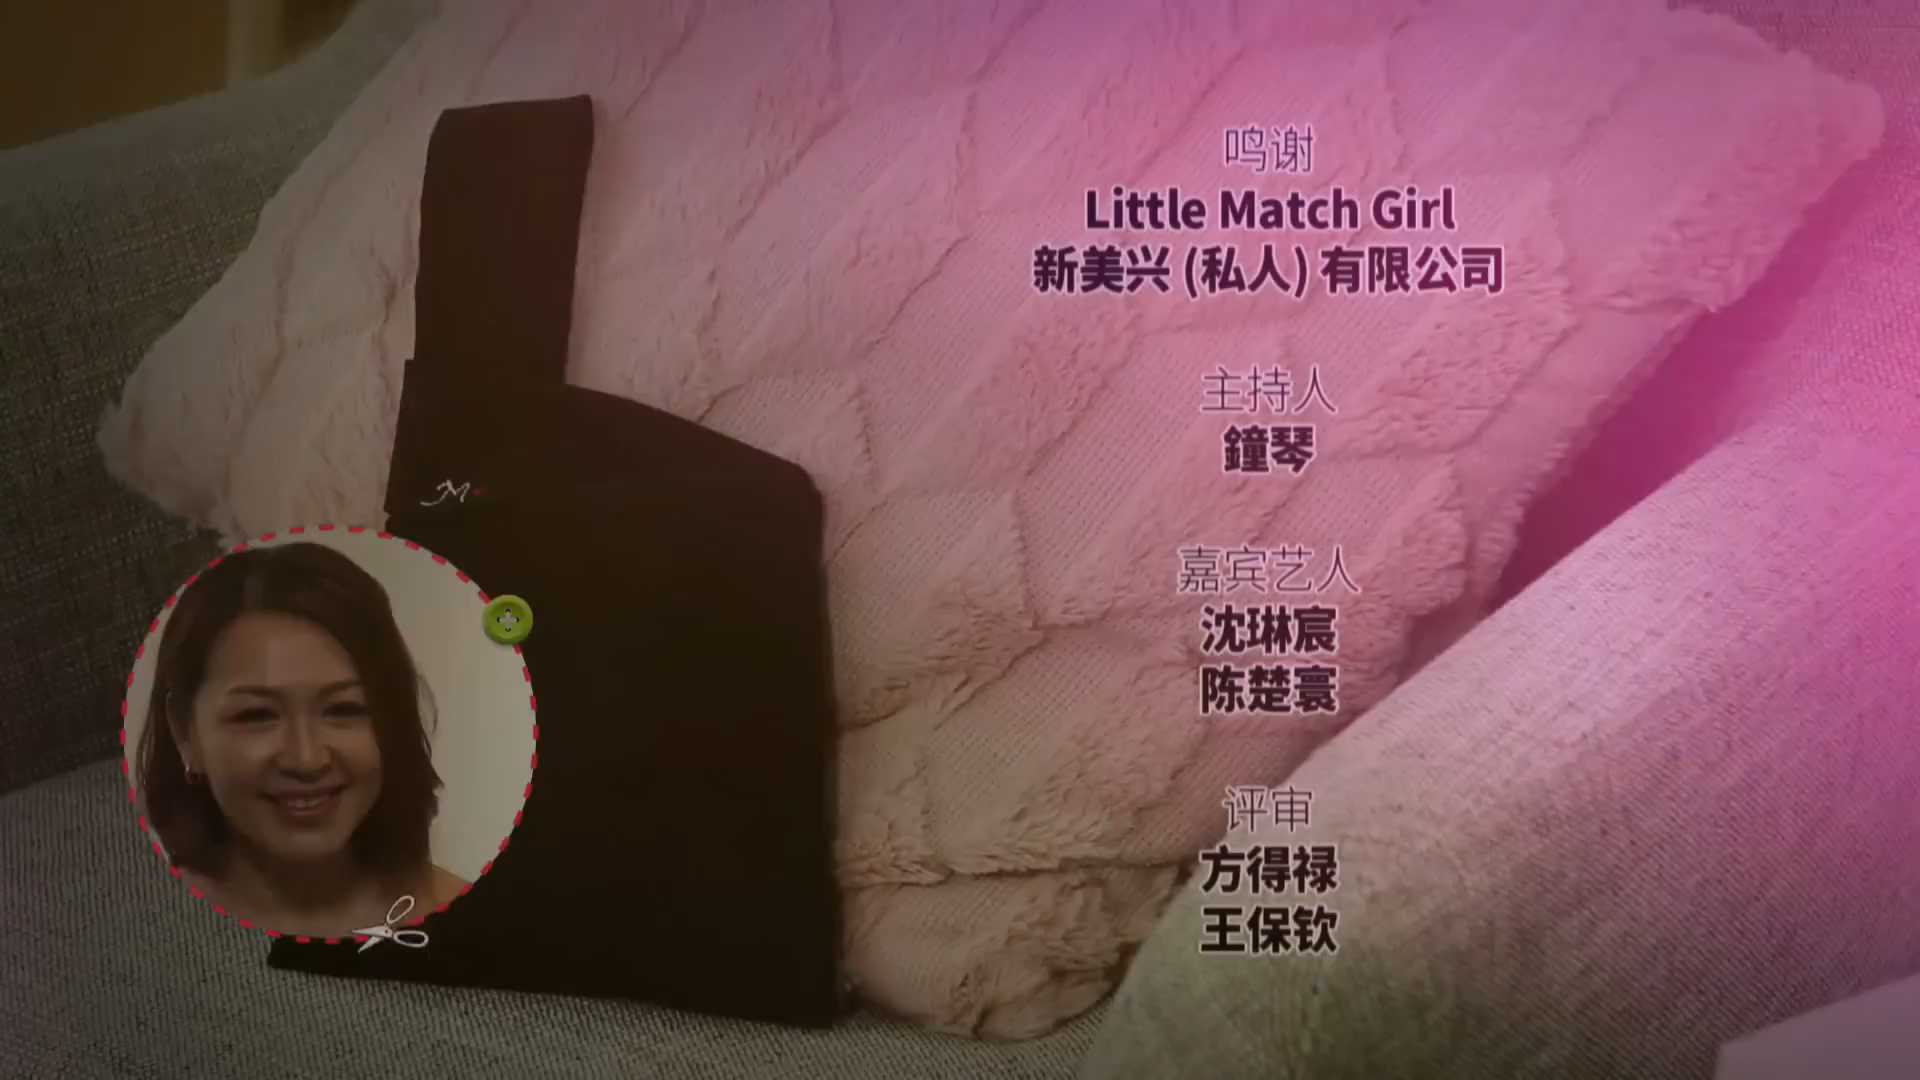 鸣谢
Little Match Girl
新美兴 (私人) 有限公司
主持人
鐘琴
嘉宾艺人
沈琳宸
陈楚寰
评审
方得禄
王保钦
M